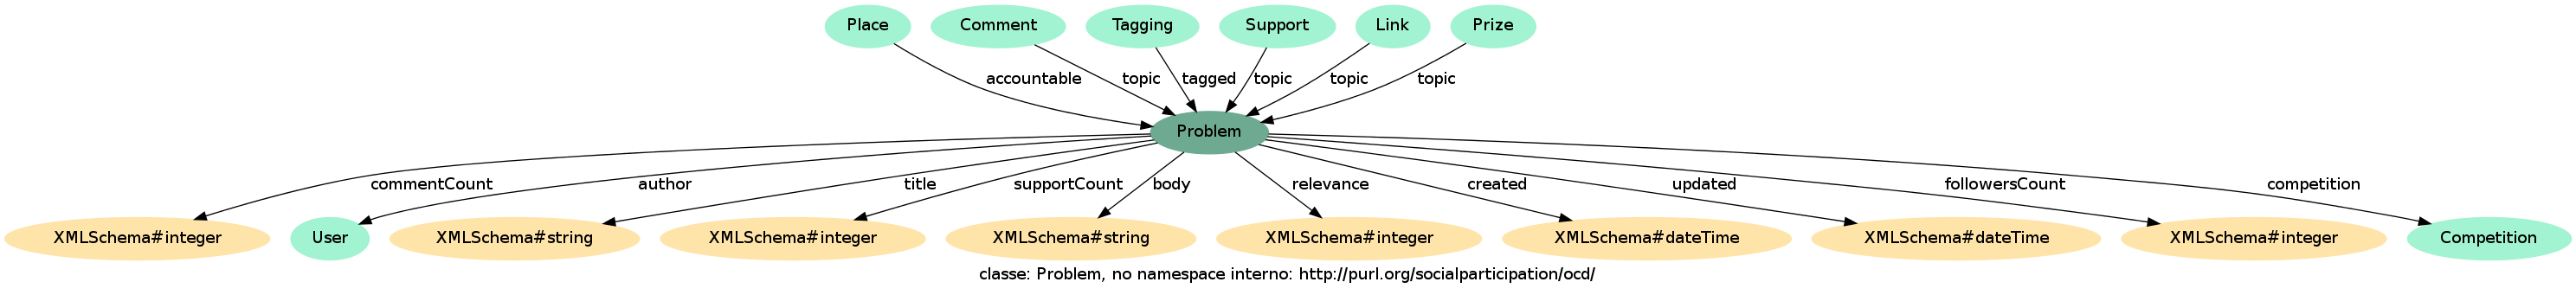 Place Comment Tagging Support Link Prize
accountable topic tagged topic topic topic
Problem
commentCount author title supportCount body relevance created updated followersCount competition
XMLSchema#integer User XMLSchema#string XMLSchema#integer XMLSchema#string XMLSchema#integer XMLSchema#dateTime XMLSchema#dateTime XMLSchema#integer Competition
classe: Problem, no namespace interno: http://purl.org/socialparticipation/ocd/